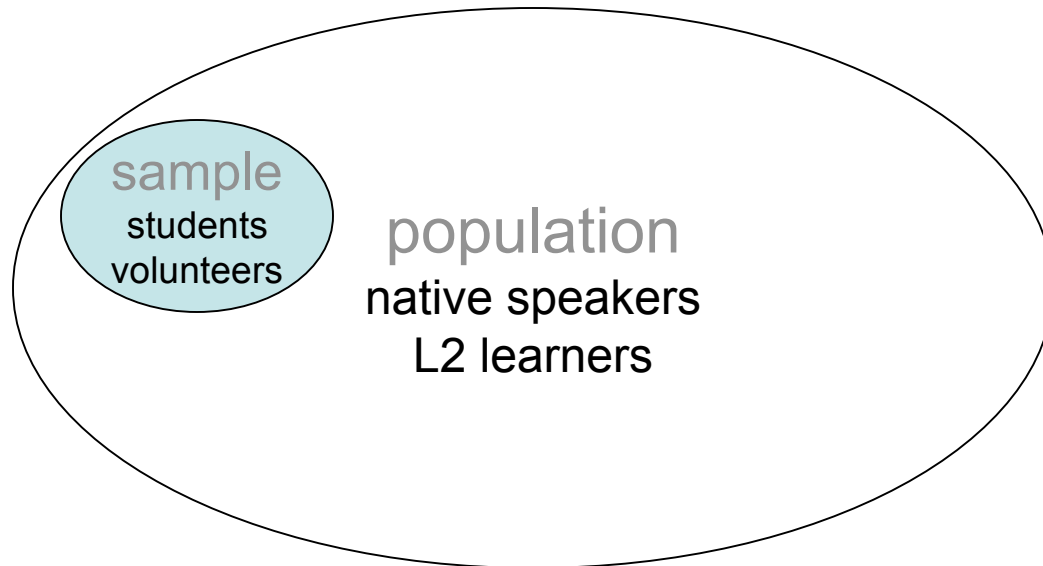 sample
students
volunteers
population
native speakers
L2 learners